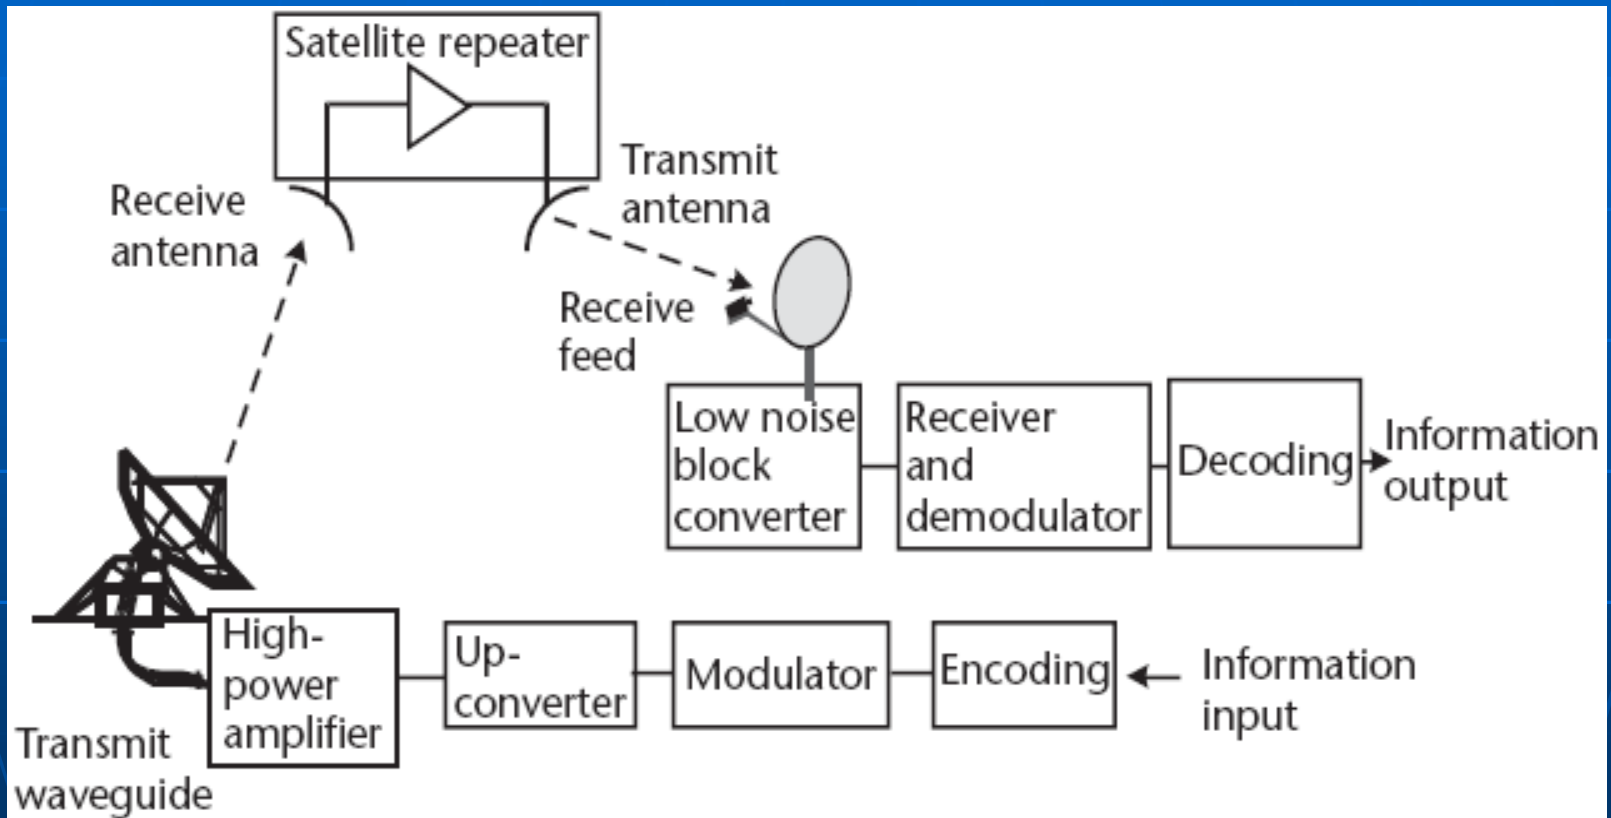 Satellite repeater
Transmit
antenna
Receive
antenna
Receive
feed
Low noise
block
converter
Receiver
and
demodulator
Decoding
Information
output
High-
power
amplifier
Up-
converter
Modulator
Encoding
Information
input
Transmit
waveguide